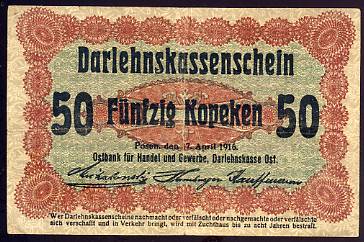 Darlehnskassenschein
50 Fünfzig Kopeken 50
Posen, den 17. April 1916.
Ostbank für Handel und Gewerbe, Darlehnskasse Ost.
Wer Darlehnskassenscheine nachmacht oder verfälscht oder nachgemachte oder verfälschte
sich verschafft und in Verkehr bringt, wird mit Zuchthaus bis zu acht Jahren bestraft.